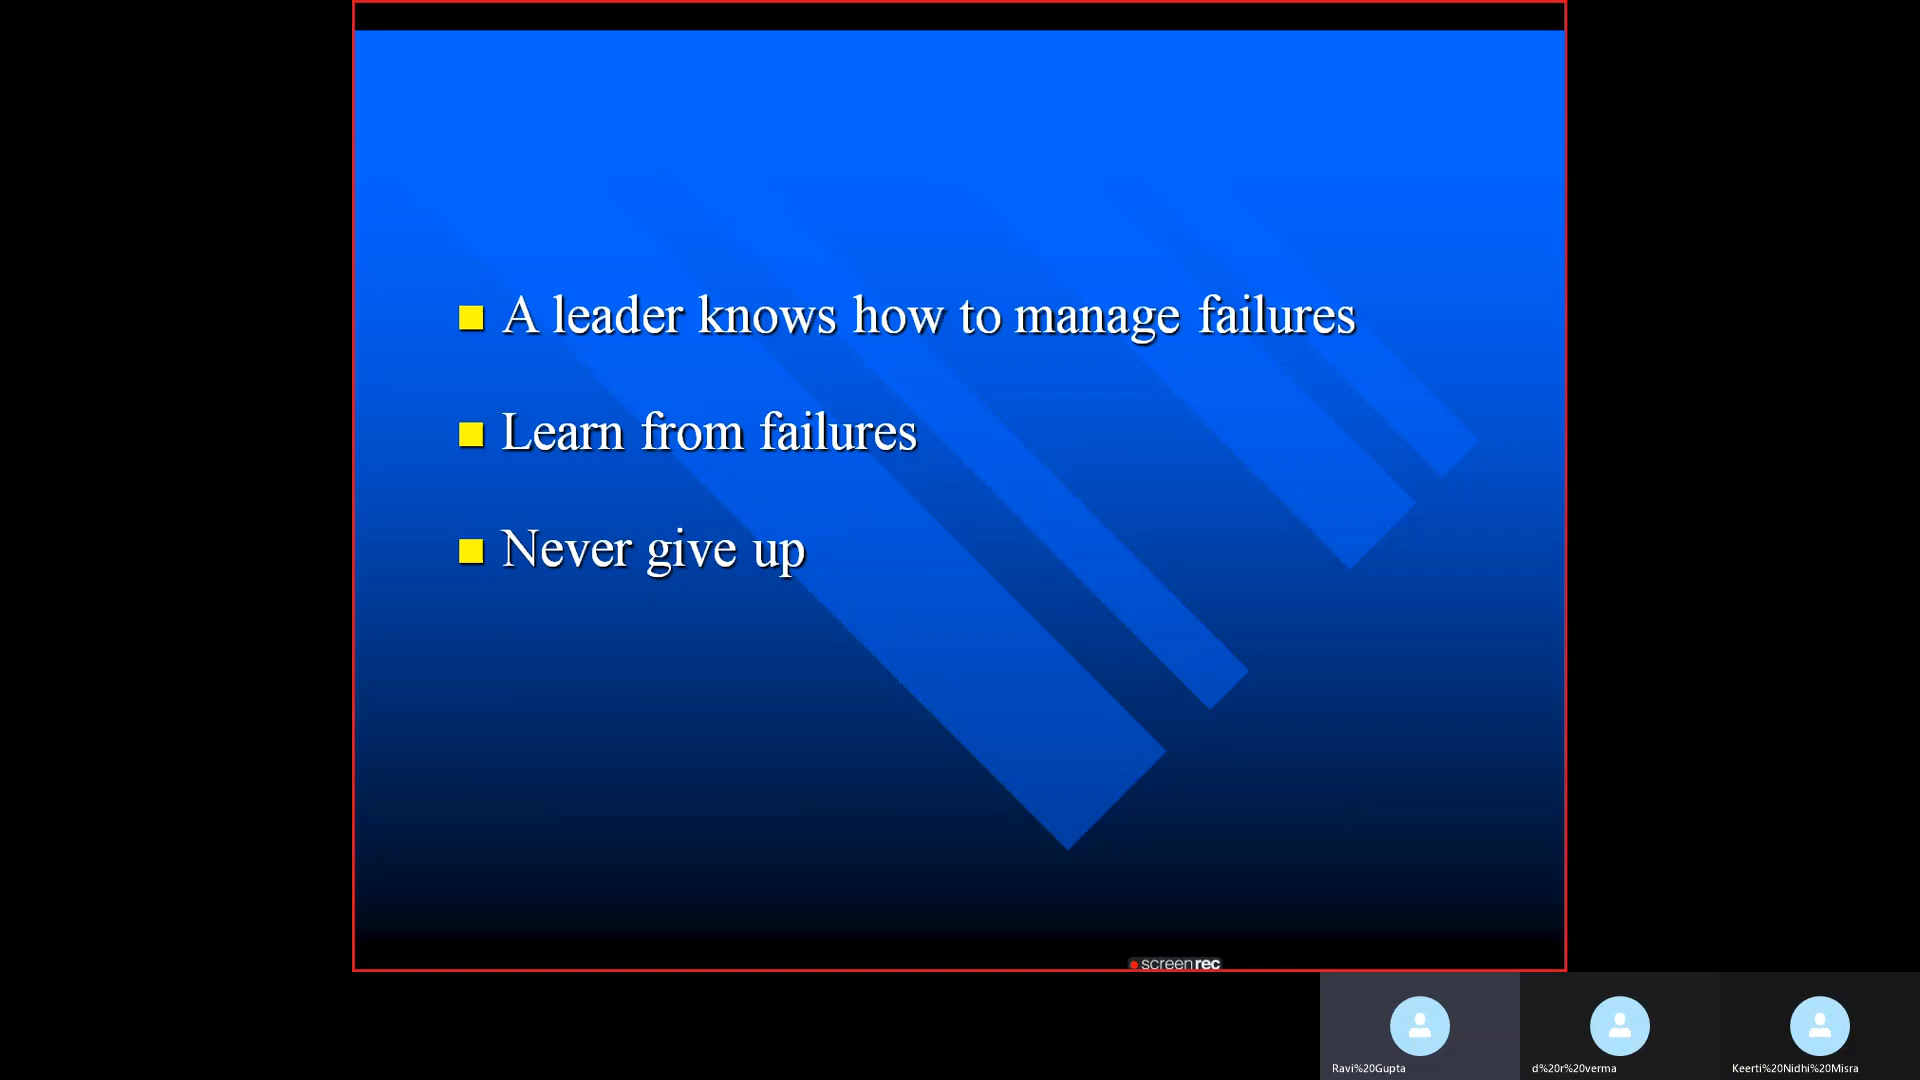 A leader knows how to manage failures
Learn from failures
Never give up
screenrec
Ravi%20Gupta
d%20r%20verma
Keerti%20Nidhi%20Misra